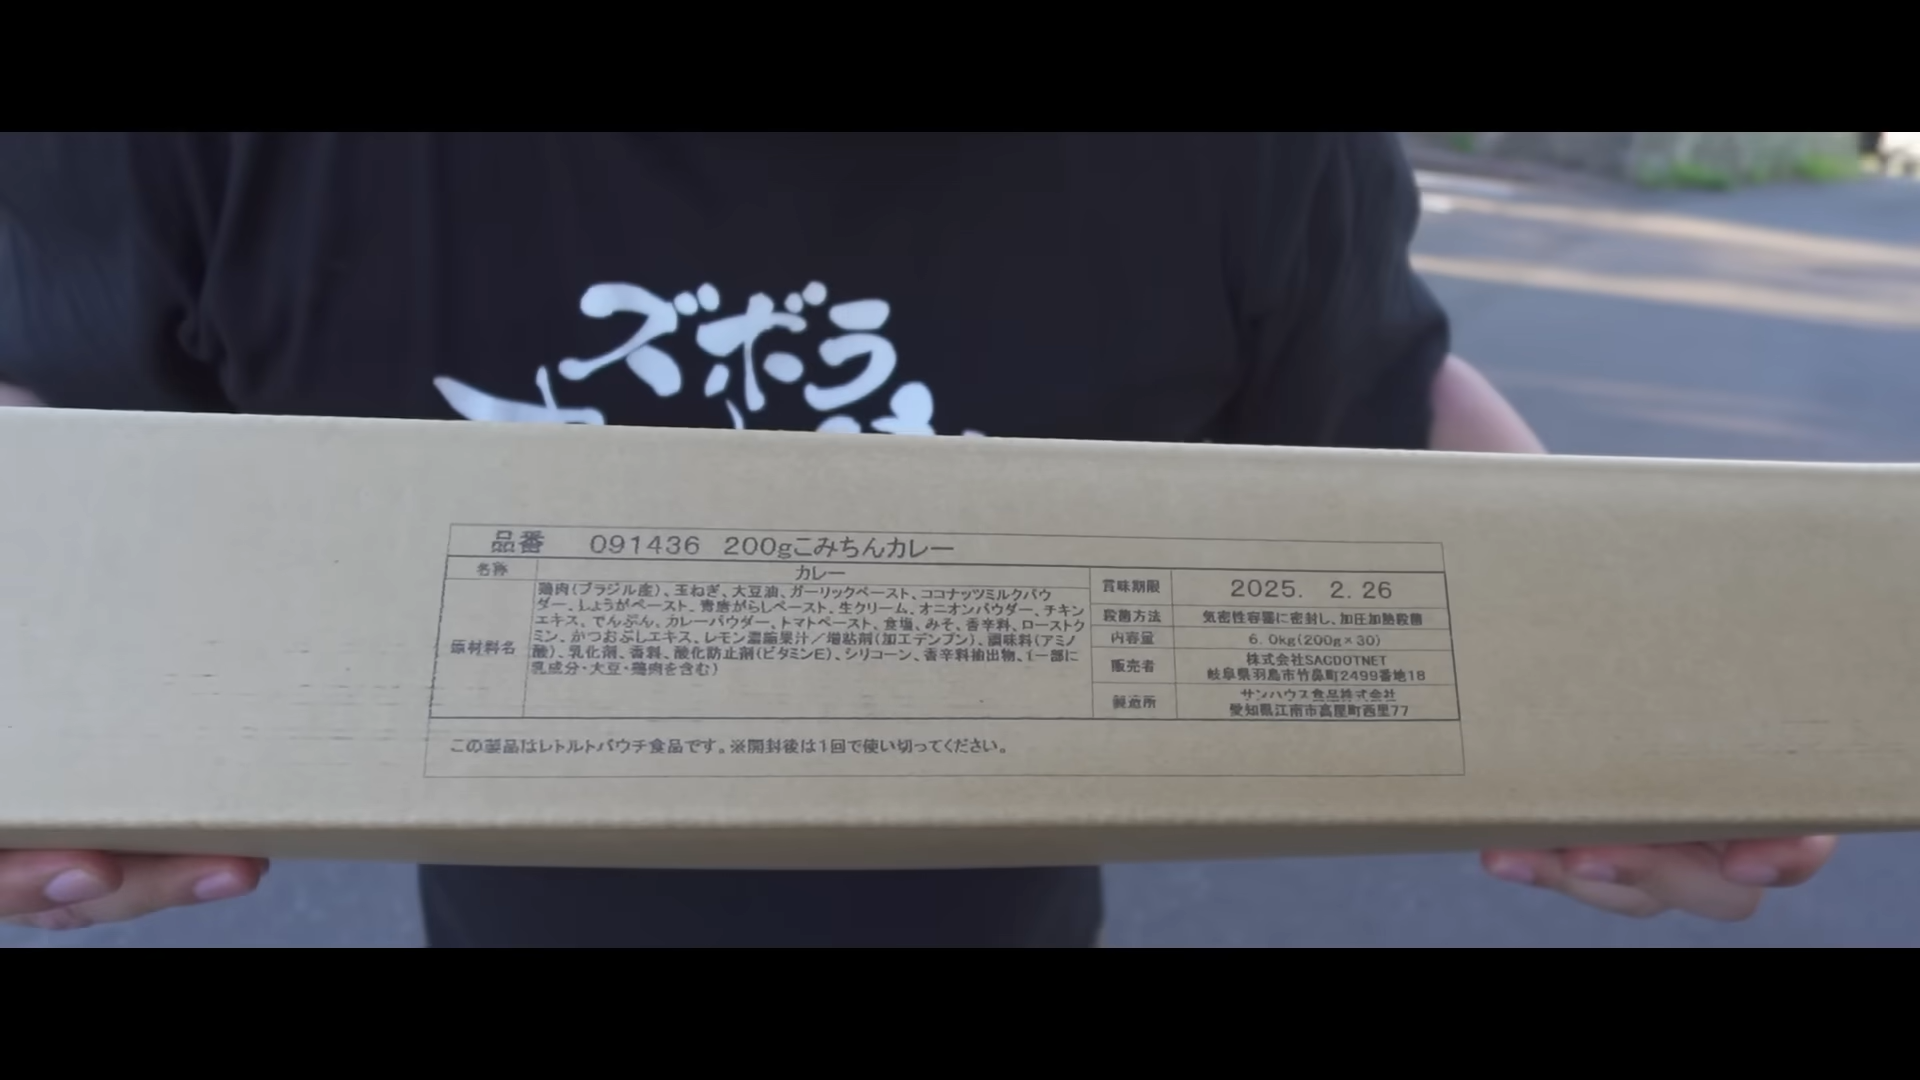 ズボラ
品番 091436 200gこみちんカレー
名称 カレー
原材料名
鶏肉(ブラジル産)、玉ねぎ、大豆油、ガーリックペースト、ココナッツミルクパウ
ダー、しょうがペースト、青唐がらしペースト、生クリーム、オニオンパウダー、チキン
エキス、でんぷん、カレーパウダー、トマトペースト、食塩、みそ、香辛料、ローストク
ミン、かつおぶしエキス、レモン濃縮果汁/増粘剤(加工デンプン)、調味料(アミノ
酸)、乳化剤、香料、酸化防止剤(ビタミンE)、シリコーン、香辛料抽出物、(一部に
乳成分・大豆・鶏肉を含む)
賞味期限 2025. 2.26
殺菌方法 気密性容器に密封し、加圧加熱殺菌
内容量 6.0kg(200g×30)
販売者 株式会社SACDOTNET
岐阜県羽島市竹鼻町2499番地18
製造所 サンハウス食品株式会社
愛知県江南市高屋町西里77
この製品はレトルトパウチ食品です。※開封後は1回で使い切ってください。